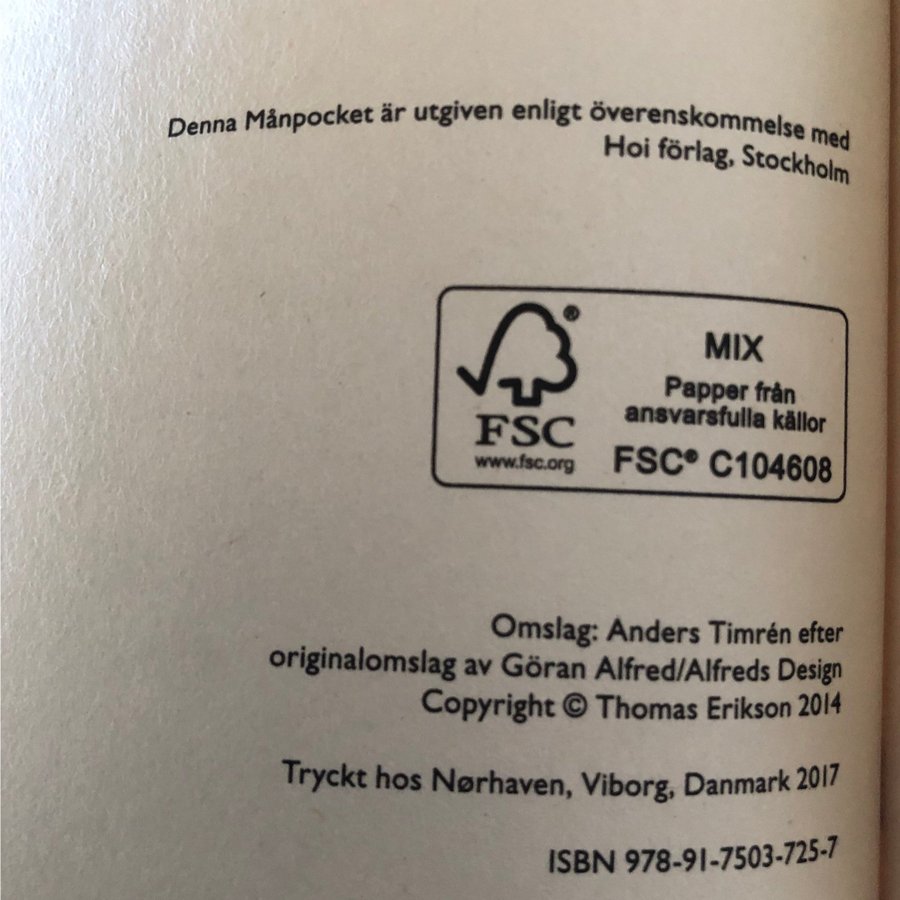 Denna Månpocket är utgiven enligt överenskommelse med
Hoi förlag, Stockholm
®
FSC
www.fsc.org
MIX
Papper från
ansvarsfulla källor
FSC® C104608
Omslag: Anders Timrén efter
originalomslag av Göran Alfred/Alfreds Design
Copyright © Thomas Erikson 2014
Tryckt hos Nørhaven, Viborg, Danmark 2017
ISBN 978-91-7503-725-7